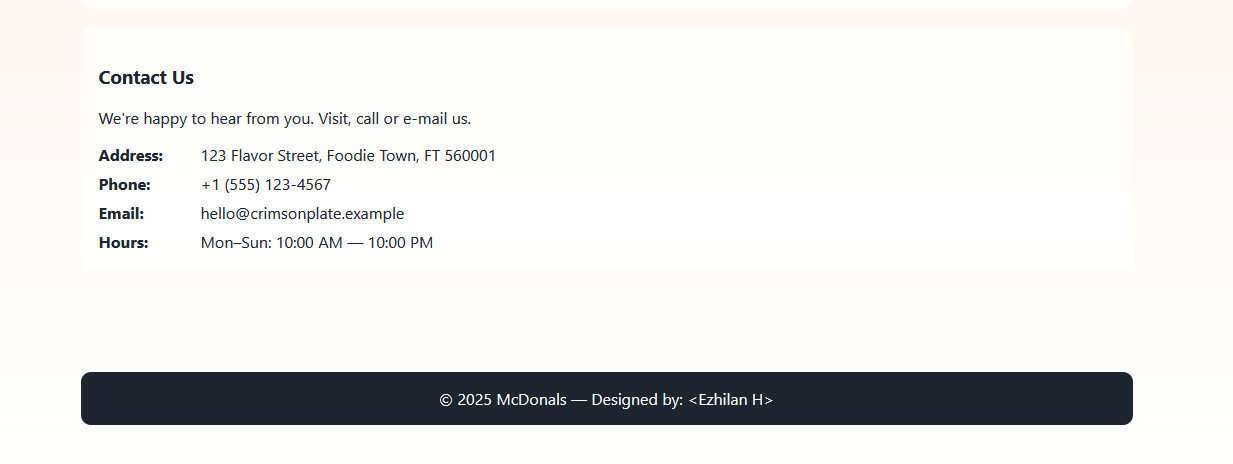 Contact Us
We're happy to hear from you. Visit, call or e-mail us.
Address: 123 Flavor Street, Foodie Town, FT 560001
Phone: +1 (555) 123-4567
Email: hello@crimsonplate.example
Hours: Mon–Sun: 10:00 AM — 10:00 PM
© 2025 McDonals — Designed by: <Ezhilan H>